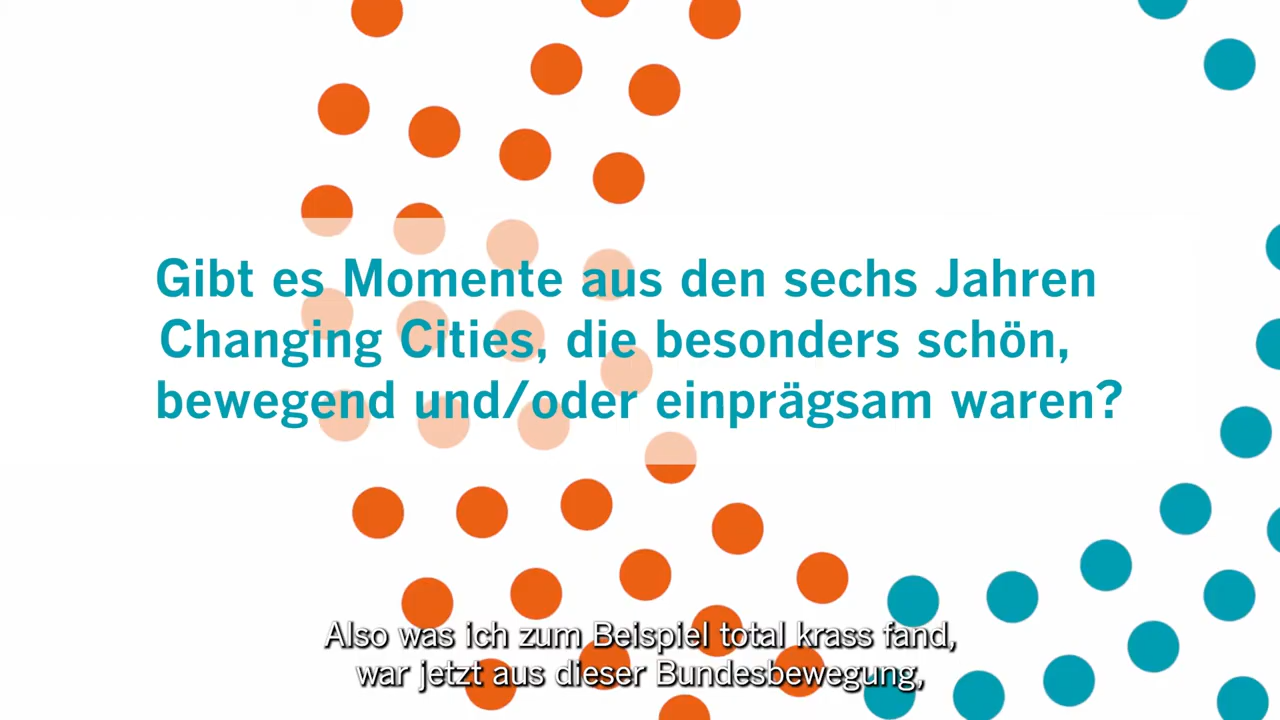 Gibt es Momente aus den sechs Jahren
Changing Cities, die besonders schön,
bewegend und/oder einprägsam waren?
Also was ich zum Beispiel total krass fand,
war jetzt aus dieser Bundesbewegung,